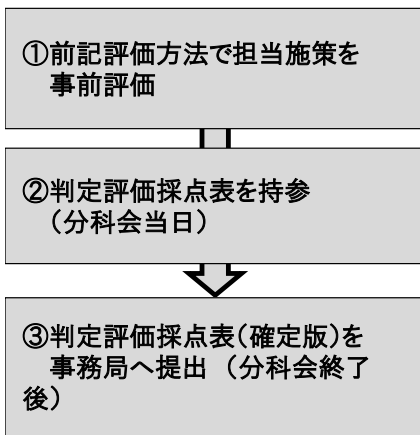 ①前記評価方法で担当施策を
事前評価
②判定評価採点表を持参
（分科会当日）
③判定評価採点表（確定版）を
事務局へ提出 （分科会終了
後）